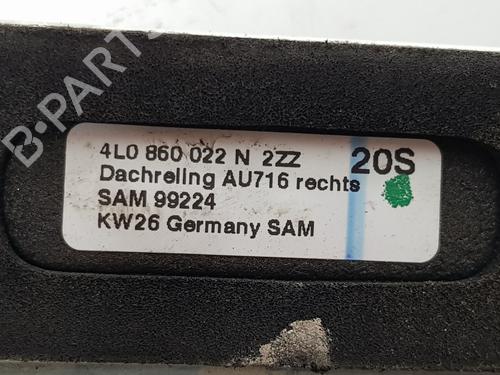 B-PARTS
4L0 860 022 N 2ZZ 20S
Dachreling AU716 rechts
SAM 99224
KW26 Germany SAM